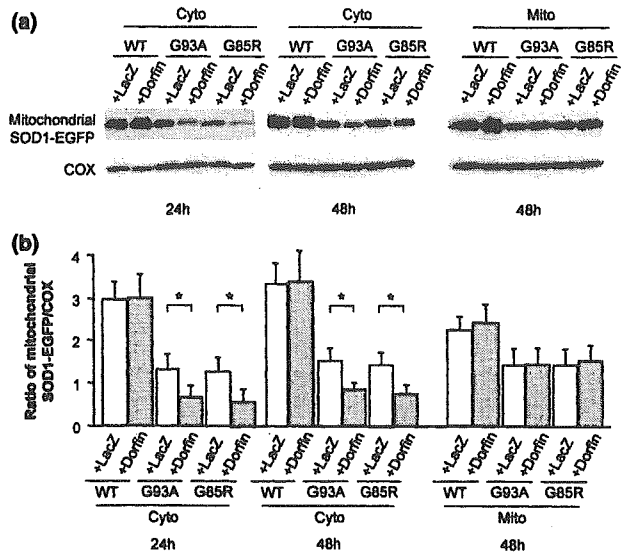 (a)
Cyto Cyto Mito
WT G93A G85R WT G93A G85R WT G93A G85R
+LacZ +Dorfin +LacZ +Dorfin +LacZ +Dorfin +LacZ +Dorfin +LacZ +Dorfin +LacZ +Dorfin +LacZ +Dorfin +LacZ +Dorfin +LacZ +Dorfin
Mitochondrial
SOD1-EGFP
COX
24h 48h 48h
(b)
Ratio of mitochondrial
SOD1-EGFP/COX
4
3
2
1
0
* * * *
+LacZ +Dorfin +LacZ +Dorfin +LacZ +Dorfin +LacZ +Dorfin +LacZ +Dorfin +LacZ +Dorfin +LacZ +Dorfin +LacZ +Dorfin +LacZ +Dorfin
WT G93A G85R WT G93A G85R WT G93A G85R
Cyto Cyto Mito
24h 48h 48h